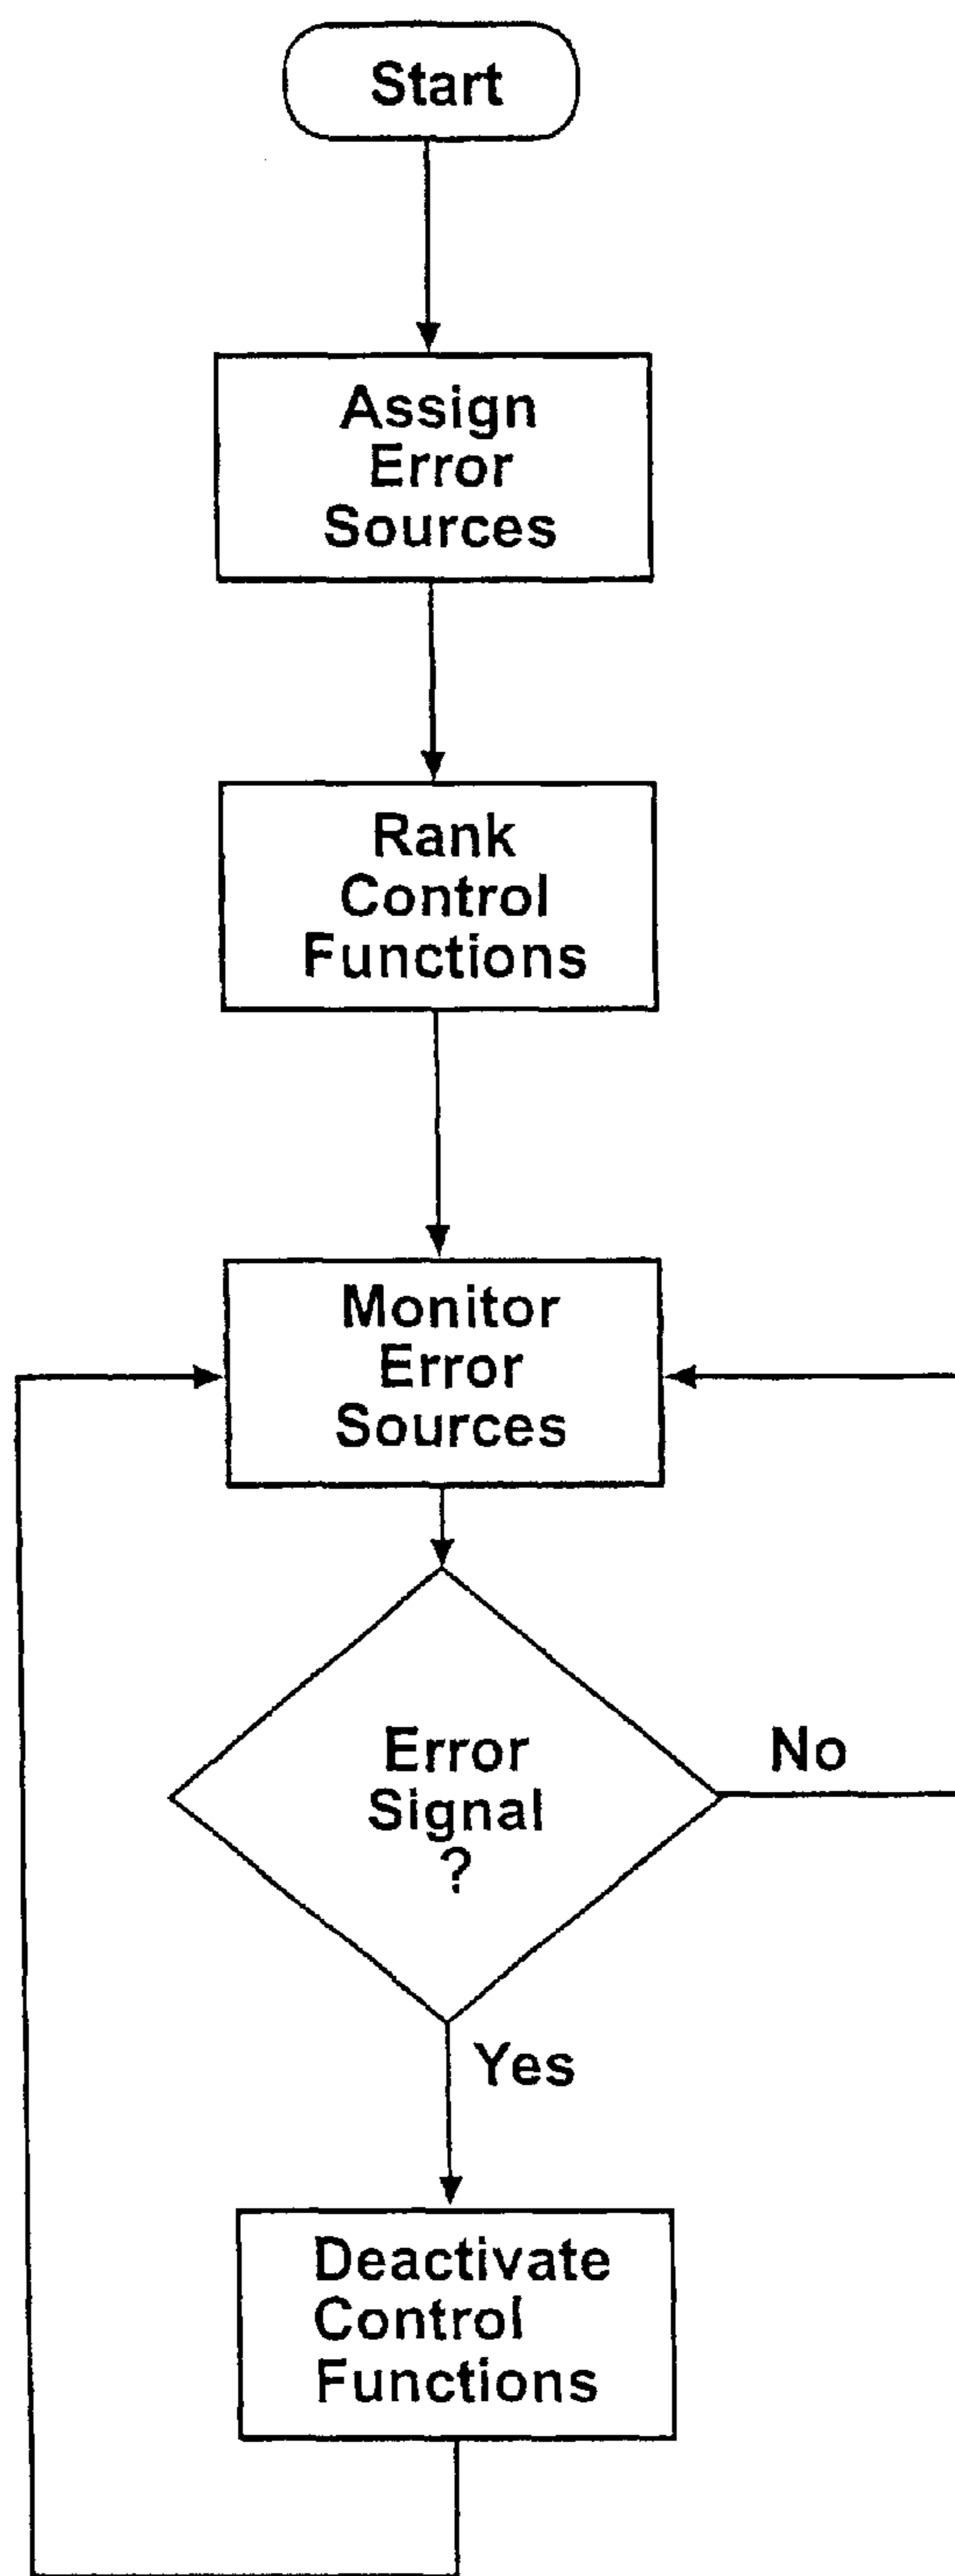 Start
Assign
Error
Sources
Rank
Control
Functions
Monitor
Error
Sources
Error
Signal
?
No
Yes
Deactivate
Control
Functions